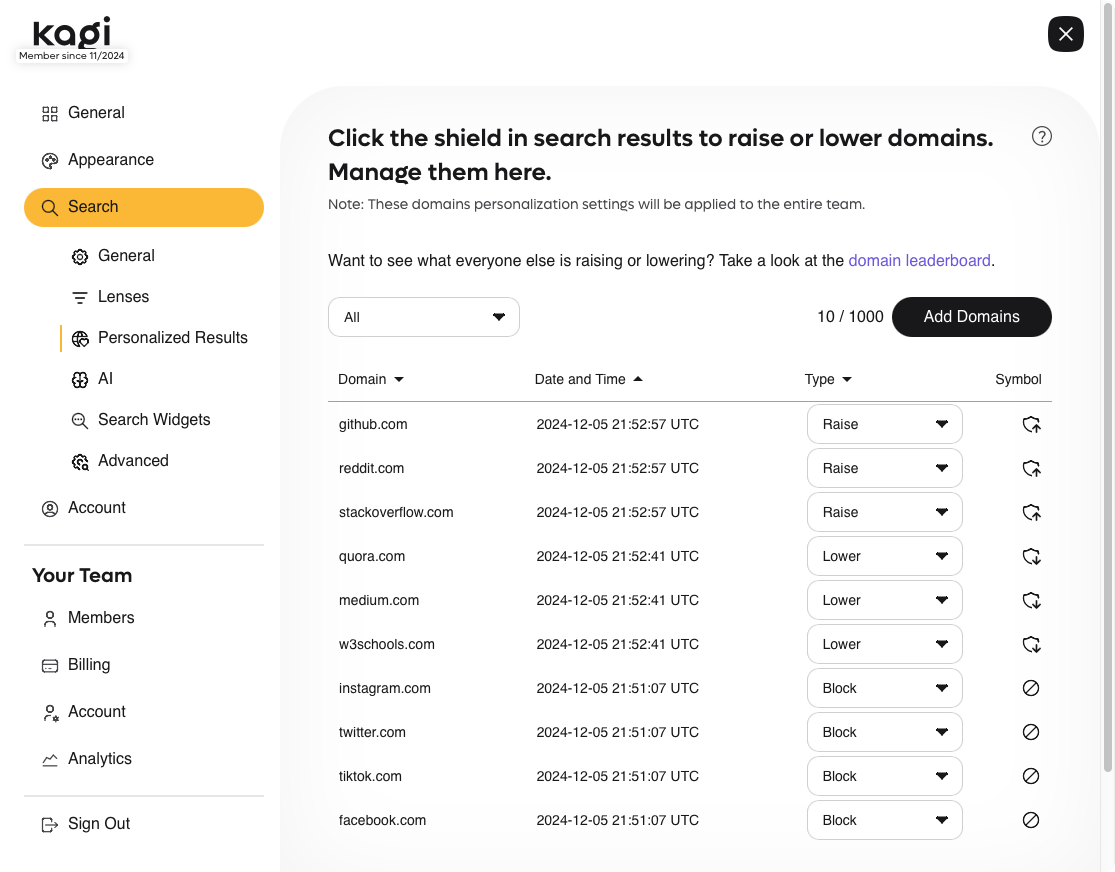 kagi
Member since 11/2024
General
Appearance
Search
General
Lenses
Personalized Results
AI
Search Widgets
Advanced
Account
Your Team
Members
Billing
Account
Analytics
Sign Out
Click the shield in search results to raise or lower domains.
Manage them here.
Note: These domains personalization settings will be applied to the entire team.
Want to see what everyone else is raising or lowering? Take a look at the domain leaderboard.
All 10 / 1000 Add Domains
Domain Date and Time Type Symbol
github.com 2024-12-05 21:52:57 UTC Raise
reddit.com 2024-12-05 21:52:57 UTC Raise
stackoverflow.com 2024-12-05 21:52:57 UTC Raise
quora.com 2024-12-05 21:52:41 UTC Lower
medium.com 2024-12-05 21:52:41 UTC Lower
w3schools.com 2024-12-05 21:52:41 UTC Lower
instagram.com 2024-12-05 21:51:07 UTC Block
twitter.com 2024-12-05 21:51:07 UTC Block
tiktok.com 2024-12-05 21:51:07 UTC Block
facebook.com 2024-12-05 21:51:07 UTC Block